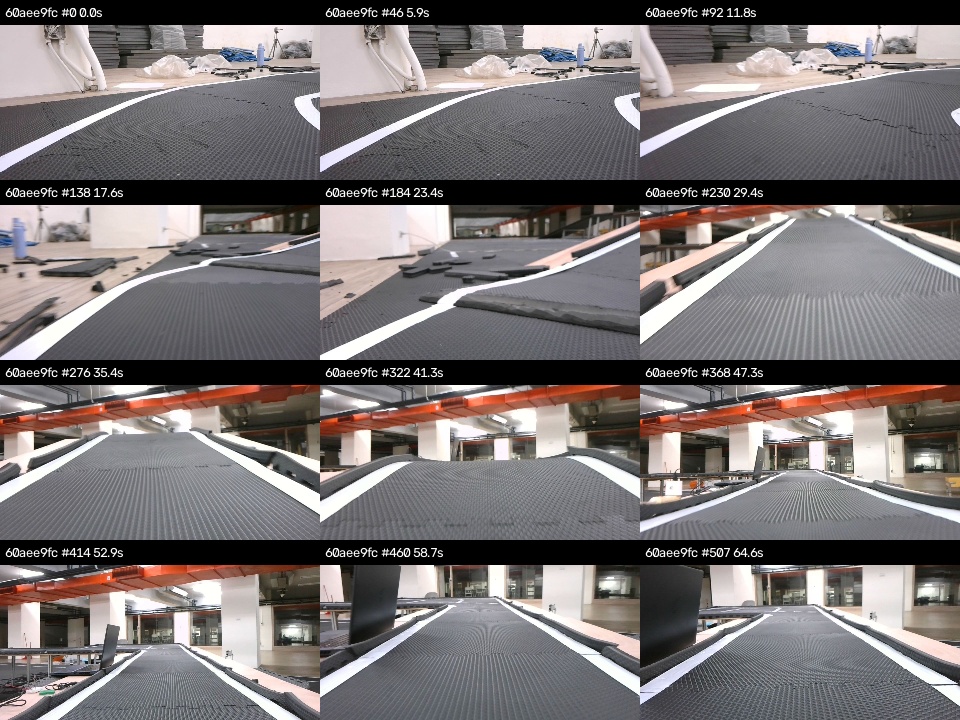 60aee9fc #0 0.0s
60aee9fc #46 5.9s
60aee9fc #92 11.8s
60aee9fc #138 17.6s
60aee9fc #184 23.4s
60aee9fc #230 29.4s
60aee9fc #276 35.4s
60aee9fc #322 41.3s
60aee9fc #368 47.3s
60aee9fc #414 52.9s
60aee9fc #460 58.7s
60aee9fc #507 64.6s